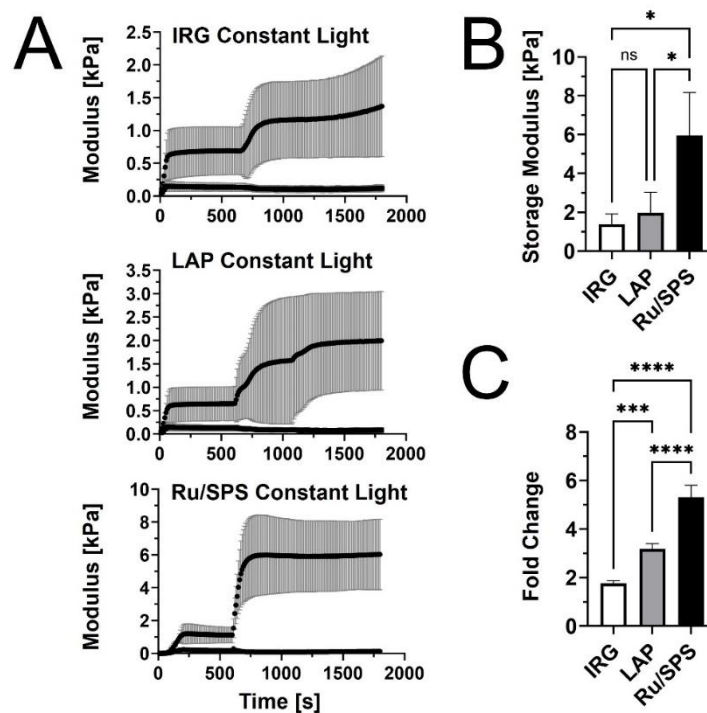 A
IRG Constant Light
Modulus [kPa]
2.5
2.0
1.5
1.0
0.5
0.0
0
500
1000
1500
2000
LAP Constant Light
Modulus [kPa]
3.5
3.0
2.5
2.0
1.5
1.0
0.5
0.0
0
500
1000
1500
2000
Ru/SPS Constant Light
Modulus [kPa]
10
8
6
4
2
1
0
0
500
1000
1500
2000
Time [s]
B
Storage Modulus [kPa]
10
8
6
4
2
0
*
ns
*
IRG
LAP
Ru/SPS
C
Fold Change
8
6
4
2
0
****
***
****
IRG
LAP
Ru/SPS